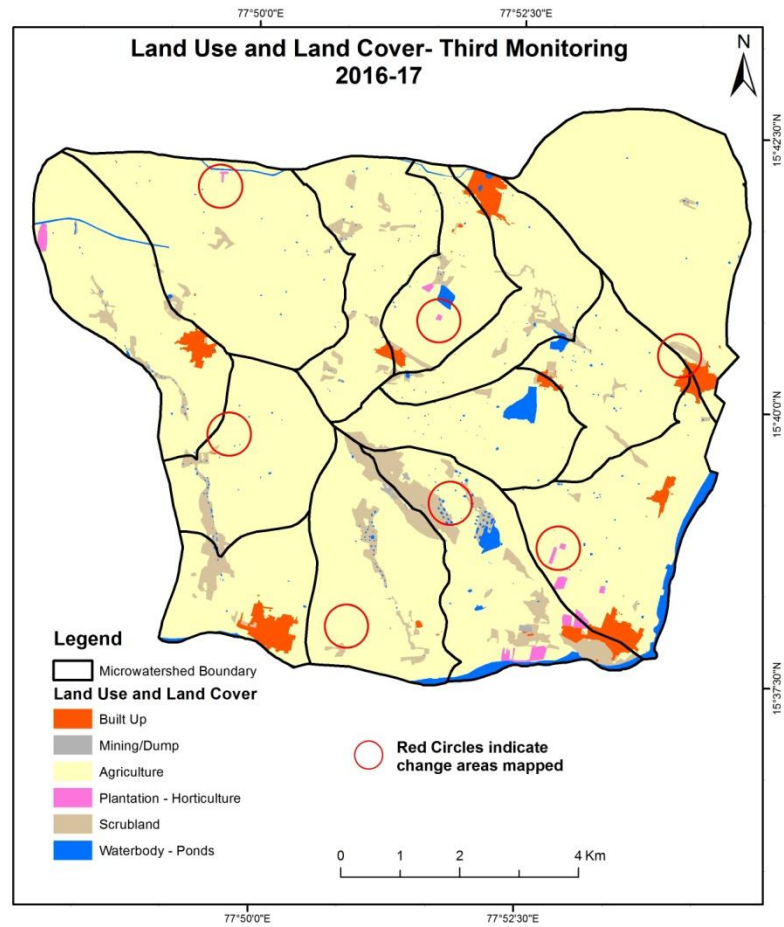 77°50'0"E
77°52'30"E
Land Use and Land Cover- Third Monitoring
2016-17
N
15°42'30"N
15°40'0"N
15°37'30"N
Legend
Microwatershed Boundary
Land Use and Land Cover
Built Up
Mining/Dump
Agriculture
Plantation - Horticulture
Scrubland
Waterbody - Ponds
Red Circles indicate
change areas mapped
0 1 2 4 Km
77°50'0"E
77°52'30"E